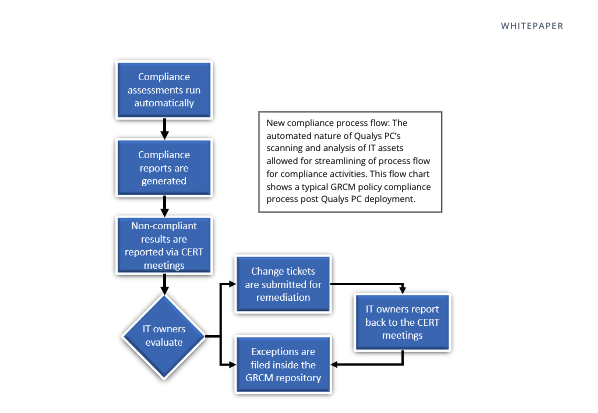 WHITEPAPER
Compliance
assessments run
automatically
New compliance process flow: The
automated nature of Qualys PC's
scanning and analysis of IT assets
allowed for streamlining of process flow
for compliance activities. This flow chart
shows a typical GRCM policy compliance
process post Qualys PC deployment.
Compliance
reports are
generated
Non-compliant
results are
reported via CERT
meetings
Change tickets
are submitted for
remediation
IT owners
evaluate
IT owners report
back to the CERT
meetings
Exceptions are
filed inside the
GRCM repository